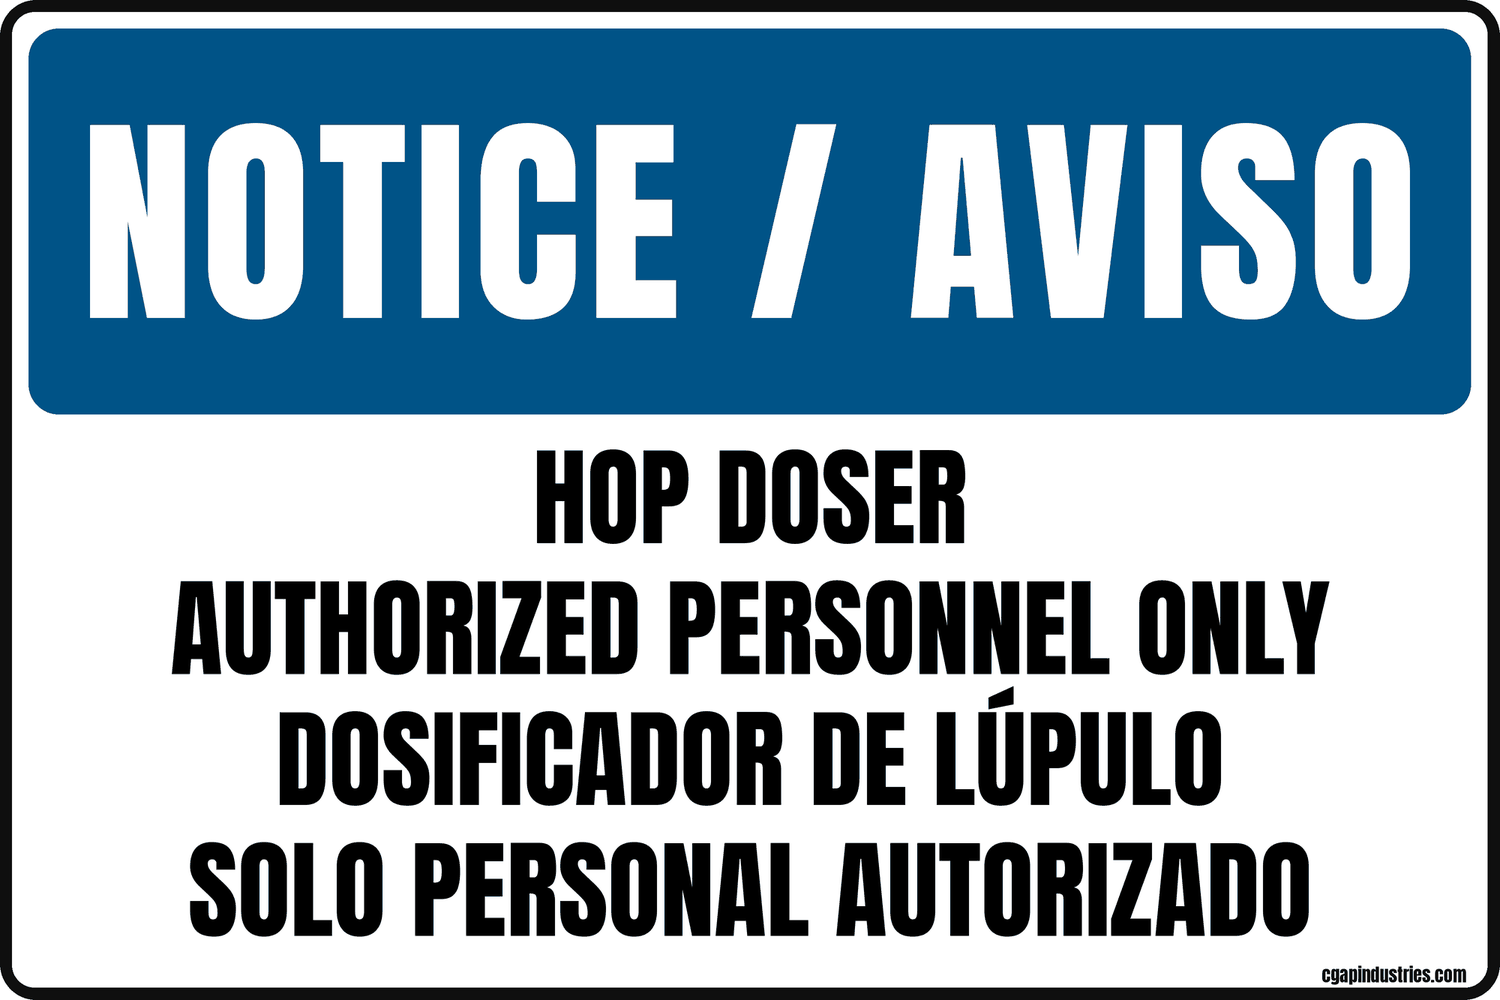 NOTICE / AVISO
HOP DOSER
AUTHORIZED PERSONNEL ONLY
DOSIFICADOR DE LÚPULO
SOLO PERSONAL AUTORIZADO
cgapindustries.com